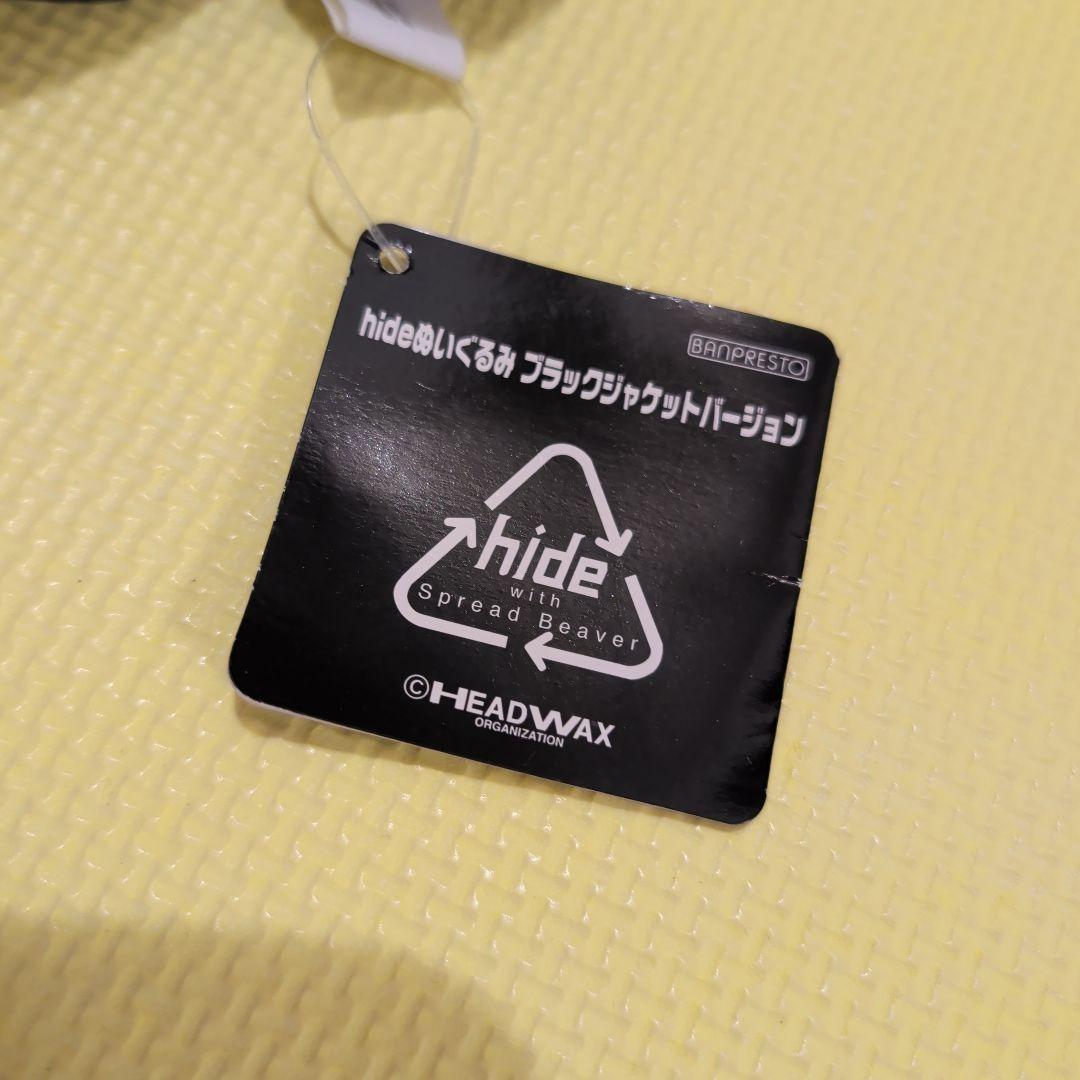 BANPRESTO
hideぬいぐるみ ブラックジャケットバージョン
hide
with
Spread Beaver
©HEADWAX
ORGANIZATION